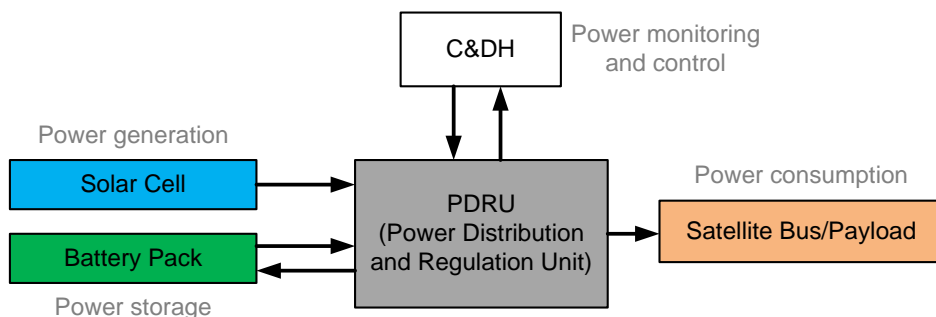 C&DH
Power monitoring
and control
Power generation
Solar Cell
PDRU
(Power Distribution
and Regulation Unit)
Power consumption
Satellite Bus/Payload
Battery Pack
Power storage